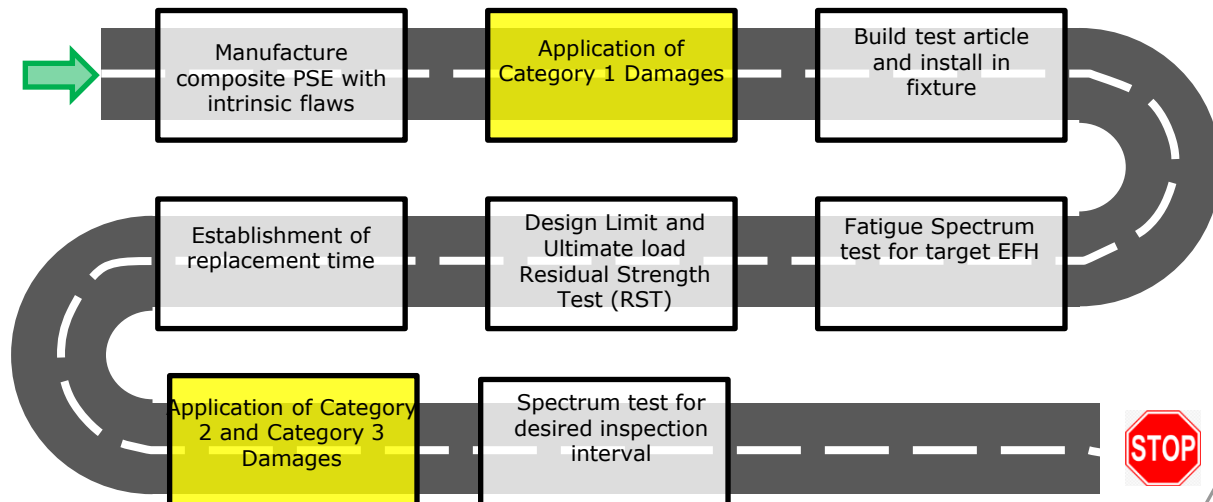 Manufacture
composite PSE with
intrinsic flaws
Application of
Category 1 Damages
Build test article
and install in
fixture
Fatigue Spectrum
test for target EFH
Design Limit and
Ultimate load
Residual Strength
Test (RST)
Establishment of
replacement time
Application of Category
2 and Category 3
Damages
Spectrum test for
desired inspection
interval
STOP